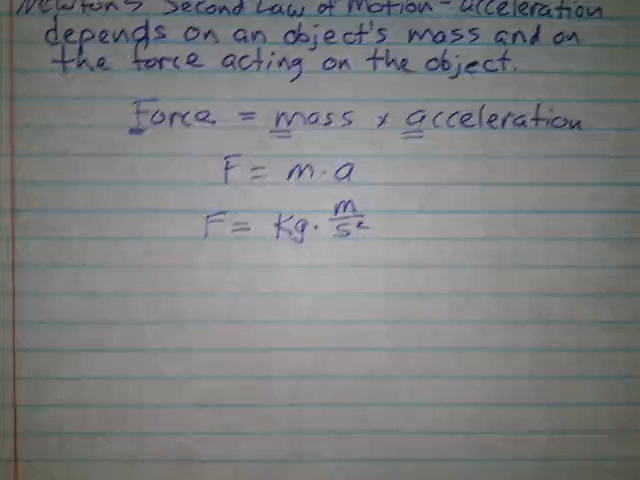 Newton's Second Law of Motion - acceleration
depends on an object's mass and on
the force acting on the object.
Force = mass x acceleration
F = m · a
F = Kg · m/s²